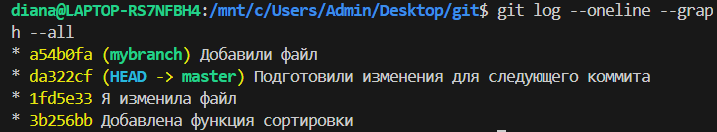 diana@LAPTOP-RS7NFBH4:/mnt/c/Users/Admin/Desktop/git$ git log --oneline --grap
h --all
* a54b0fa (mybranch) Добавили файл
* da322cf (HEAD -> master) Подготовили изменения для следующего коммита
* 1fd5e33 Я изменила файл
* 3b256bb Добавлена функция сортировки